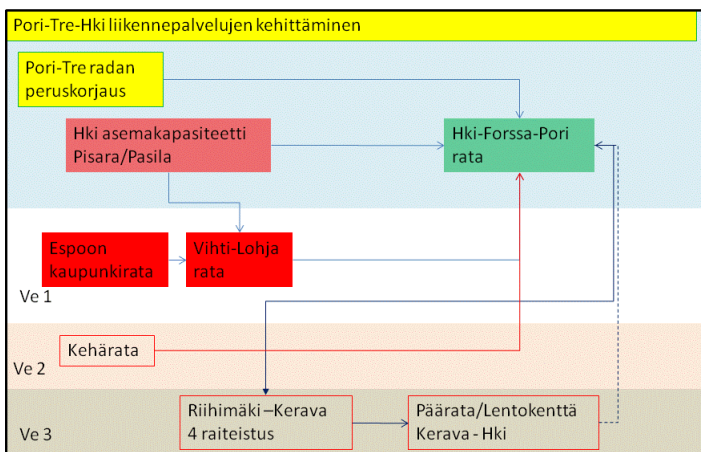 Pori-Tre-Hki liikennepalvelujen kehittäminen
Pori-Tre radan
peruskorjaus
Hki asemakapasiteetti
Pisara/Pasila
Hki-Forssa-Pori
rata
Espoon
kaupunkirata
Vihti-Lohja
rata
Ve 1
Kehärata
Ve 2
Riihimäki –Kerava
4 raiteistus
Päärata/Lentokenttä
Kerava - Hki
Ve 3